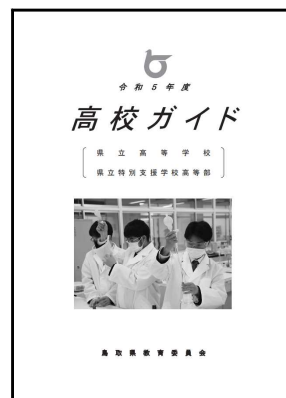 令和5年度
高校ガイド
県立高等学校
県立特別支援学校高等部
鳥取県教育委員会